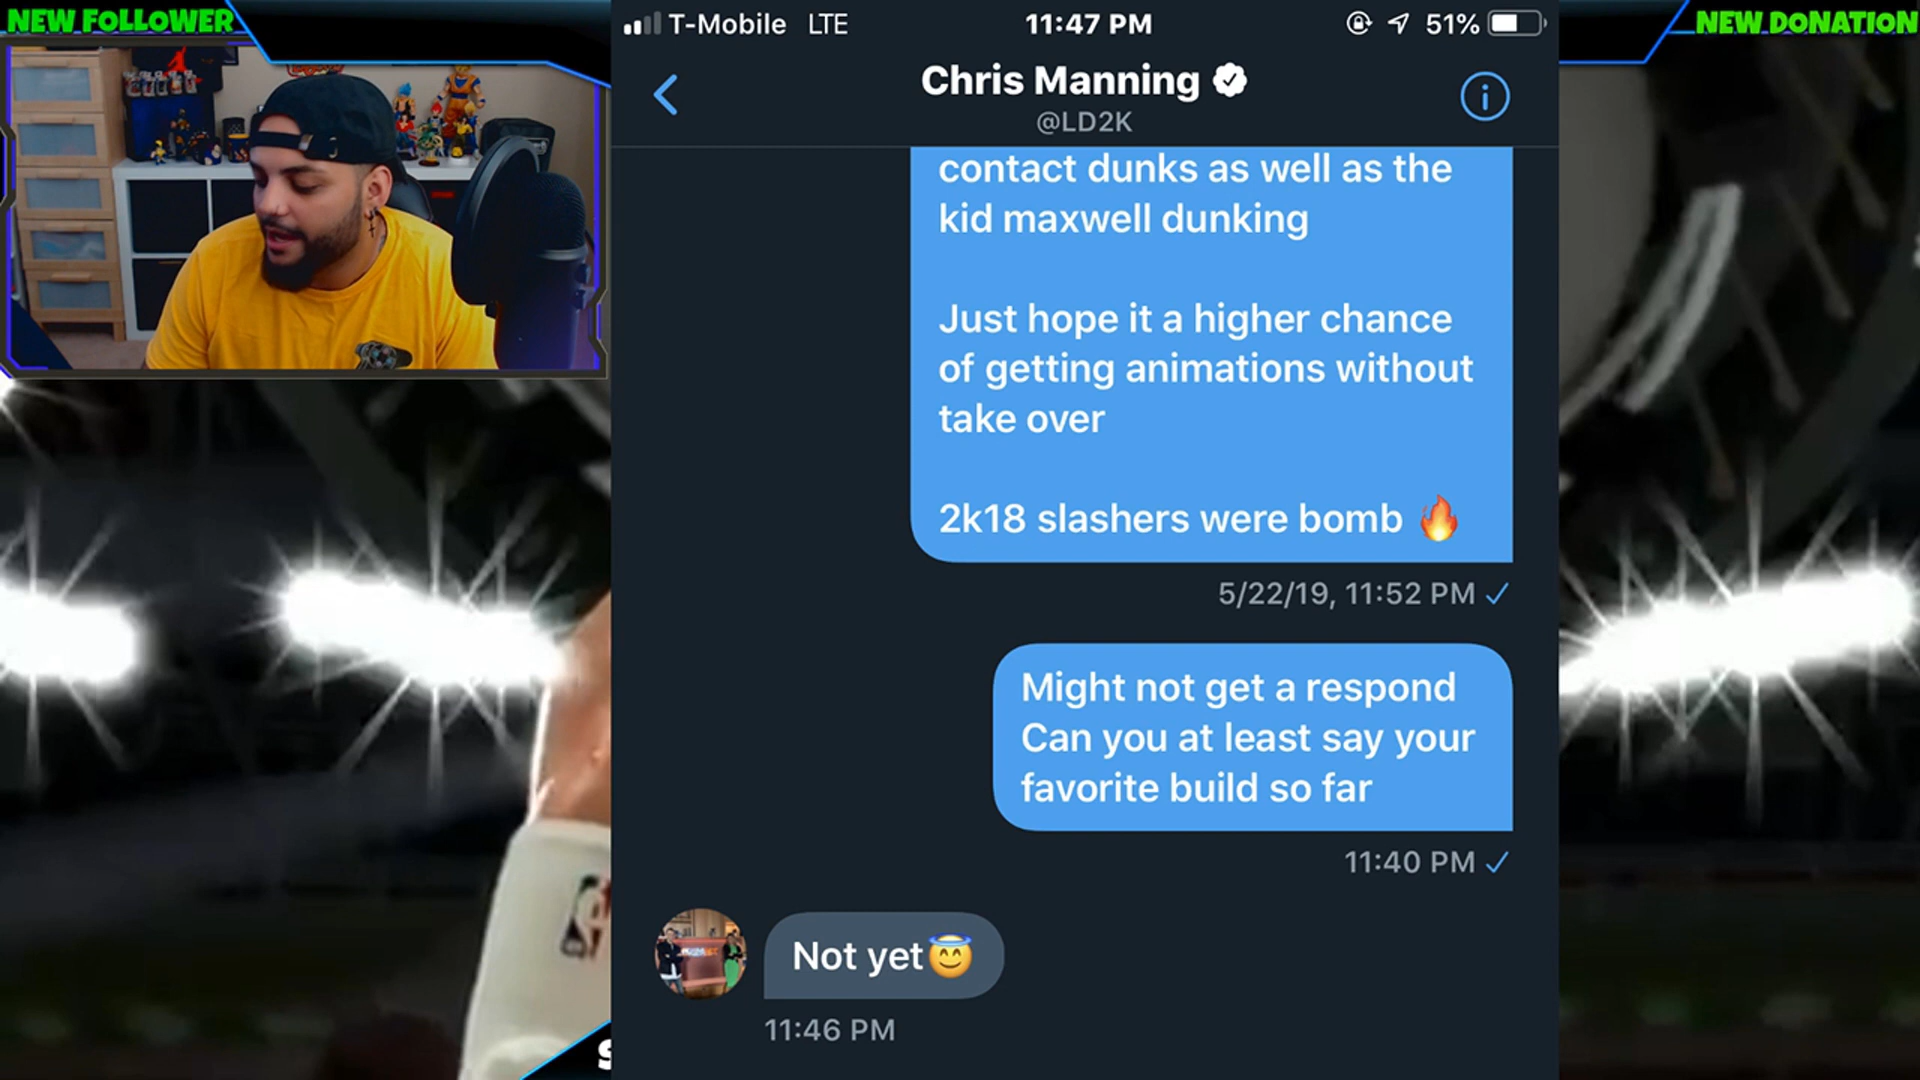 NEW FOLLOWER
NEW DONATION
T-Mobile LTE 11:47 PM 51%
Chris Manning
@LD2K
contact dunks as well as the
kid maxwell dunking
Just hope it a higher chance
of getting animations without
take over
2k18 slashers were bomb 🔥
5/22/19, 11:52 PM ✓
Might not get a respond
Can you at least say your
favorite build so far
11:40 PM ✓
Not yet😇
11:46 PM